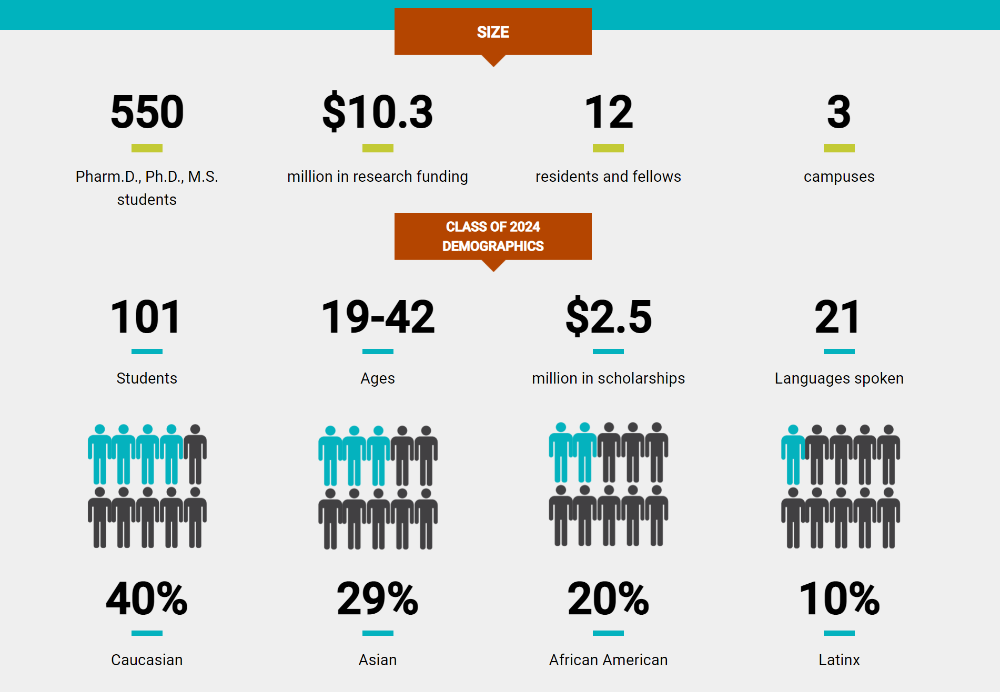 SIZE
550
$10.3
12
3
Pharm.D., Ph.D., M.S.
students
million in research funding
residents and fellows
campuses
CLASS OF 2024
DEMOGRAPHICS
101
19-42
$2.5
21
Students
Ages
million in scholarships
Languages spoken
40%
29%
20%
10%
Caucasian
Asian
African American
Latinx